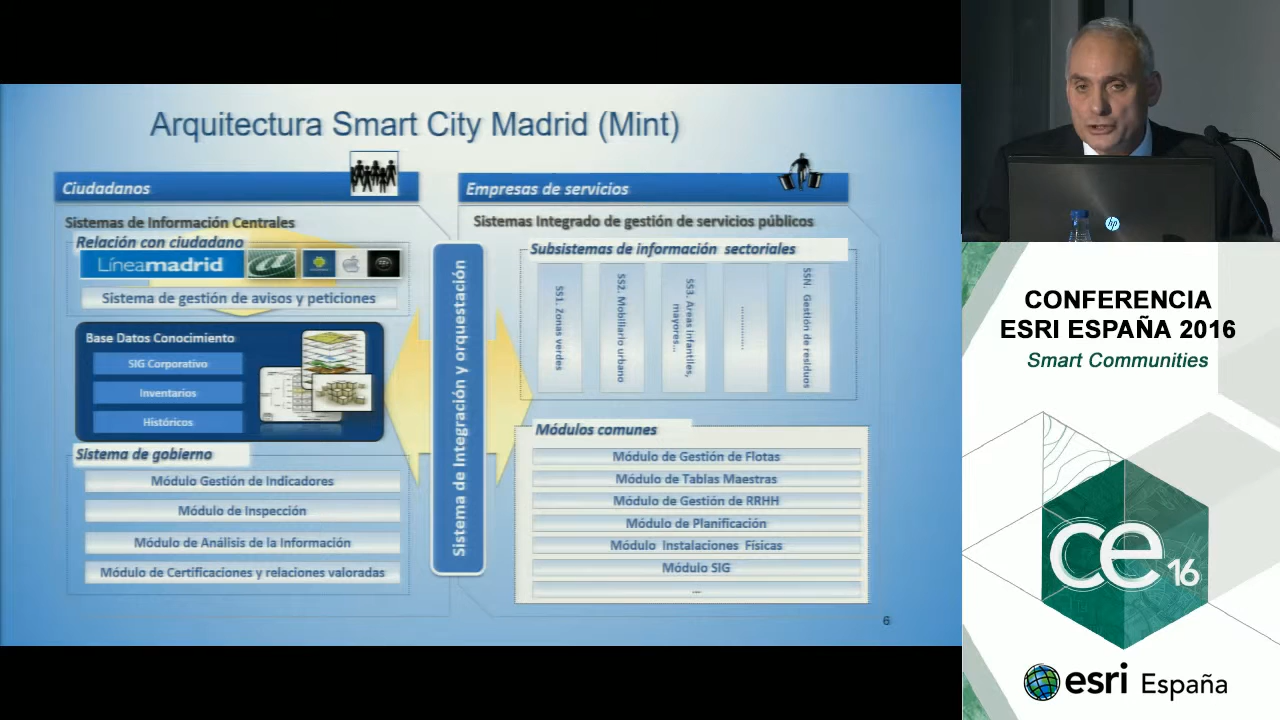 Arquitectura Smart City Madrid (Mint)
Ciudadanos
Sistemas de Información Centrales
Relación con ciudadano
Líneamadrid
Sistema de gestión de avisos y peticiones
Base Datos Conocimiento
SIG Corporativo
Inventarios
Históricos
Sistema de gobierno
Módulo Gestión de Indicadores
Módulo de Inspección
Módulo de Análisis de la Información
Módulo de Certificaciones y relaciones valoradas
Sistema de Integración y orquestación
Empresas de servicios
Sistemas Integrado de gestión de servicios públicos
Subsistemas de información sectoriales
SS1. Zonas verdes
SS2. Mobiliario urbano
SS3. Areas Infantiles,
mayores...
...........
SSN. Gestión de residuos
Módulos comunes
Módulo de Gestión de Flotas
Módulo de Tablas Maestras
Módulo de Gestión de RRHH
Módulo de Planificación
Módulo Instalaciones Físicas
Módulo SIG
....
6
hp
CONFERENCIA
ESRI ESPAÑA 2016
Smart Communities
ce16
esri España